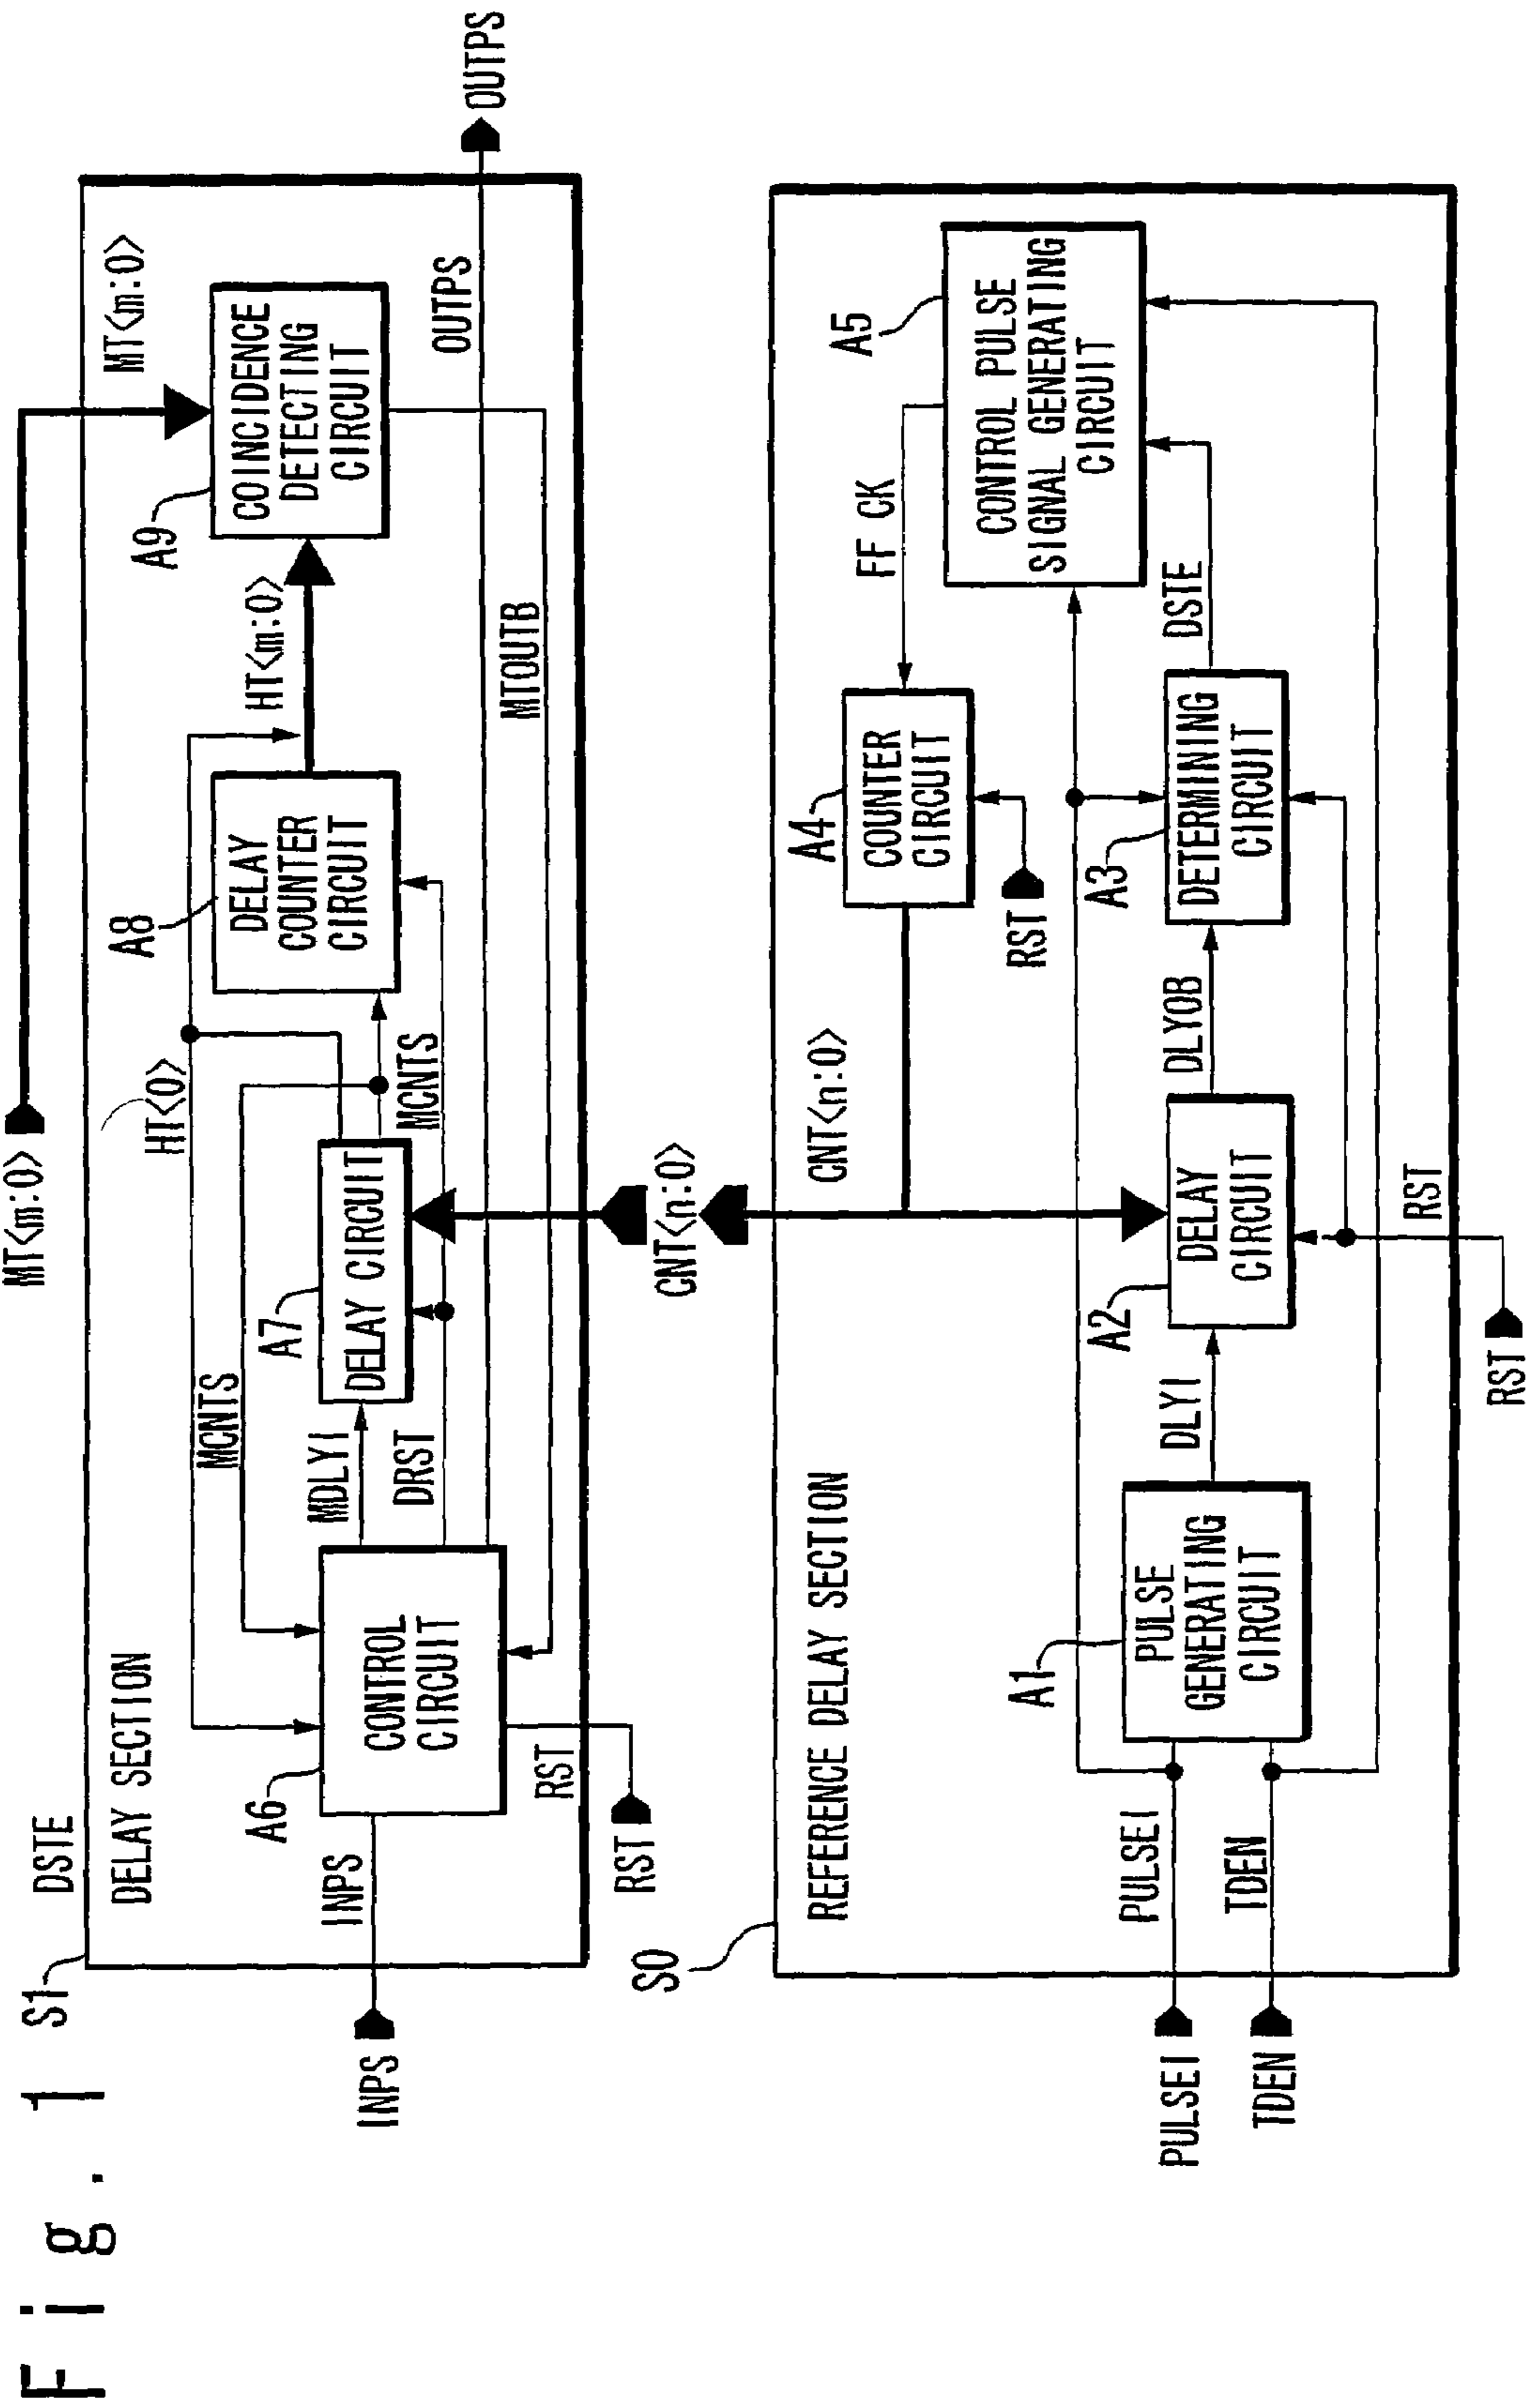 Fig. 1
S1
DSTE
DELAY SECTION
MT<m:0>
MT<m:0>
HT<0>
MCNTS
INPS
INPS
A6
CONTROL
CIRCUIT
RST
RST
MDLYI
DRST
A7
DELAY CIRCUIT
MCNTS
A8
DELAY
COUNTER
CIRCUIT
HT<m:0>
A9
COINCIDENCE
DETECTING
CIRCUIT
MTOUTB
OUTPS
OUTPS
CNT<n:0>
S0
REFERENCE DELAY SECTION
CNT<n:0>
PULSEI
PULSEI
TDEN
TDEN
A1
PULSE
GENERATING
CIRCUIT
DLYI
A2
DELAY
CIRCUIT
RST
RST
DLYOB
A3
DETERMINING
CIRCUIT
DSTE
A4
COUNTER
CIRCUIT
RST
FF CK
A5
CONTROL PULSE
SIGNAL GENERATING
CIRCUIT